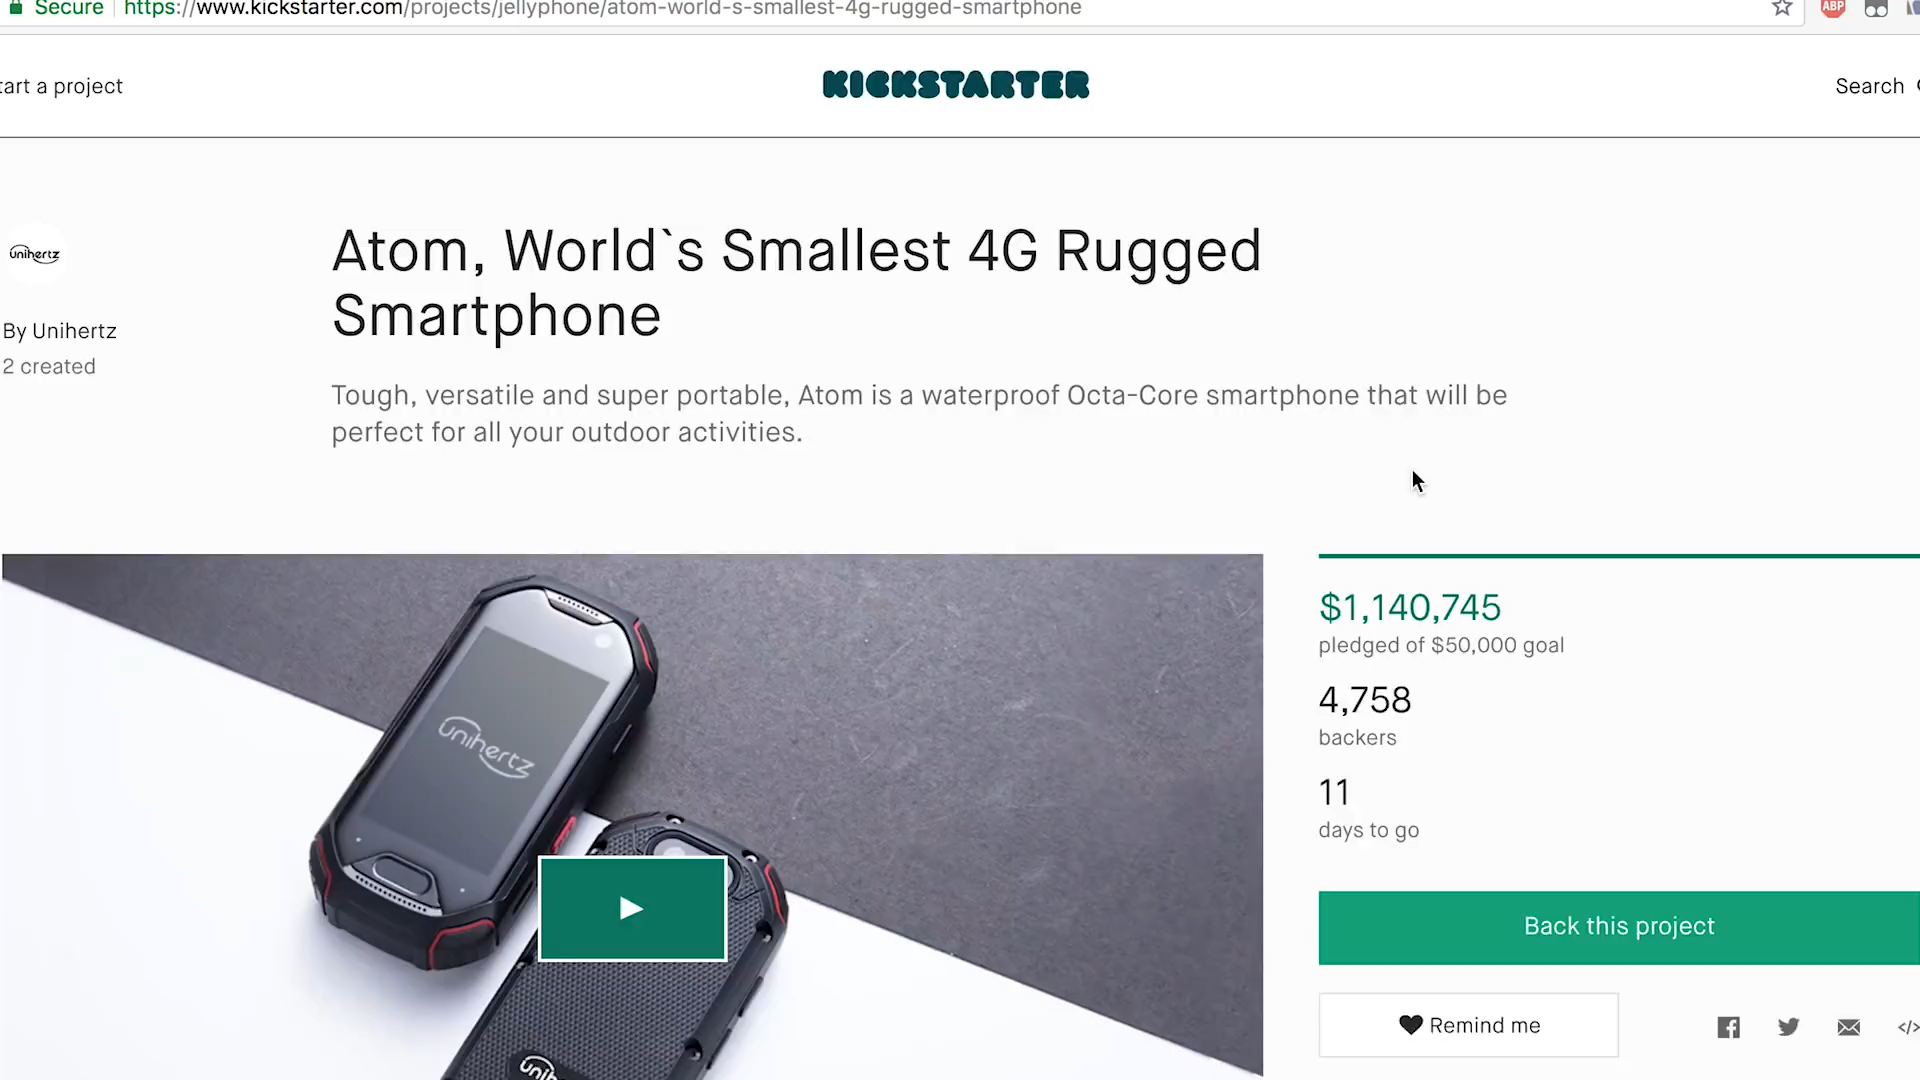 Secure https://www.kickstarter.com/projects/jellyphone/atom-world-s-smallest-4g-rugged-smartphone
ABP
tart a project
KICKSTARTER
Search
unihertz
By Unihertz
2 created
Atom, World`s Smallest 4G Rugged
Smartphone
Tough, versatile and super portable, Atom is a waterproof Octa-Core smartphone that will be
perfect for all your outdoor activities.
unihertz
unih
$1,140,745
pledged of $50,000 goal
4,758
backers
11
days to go
Back this project
Remind me
</>